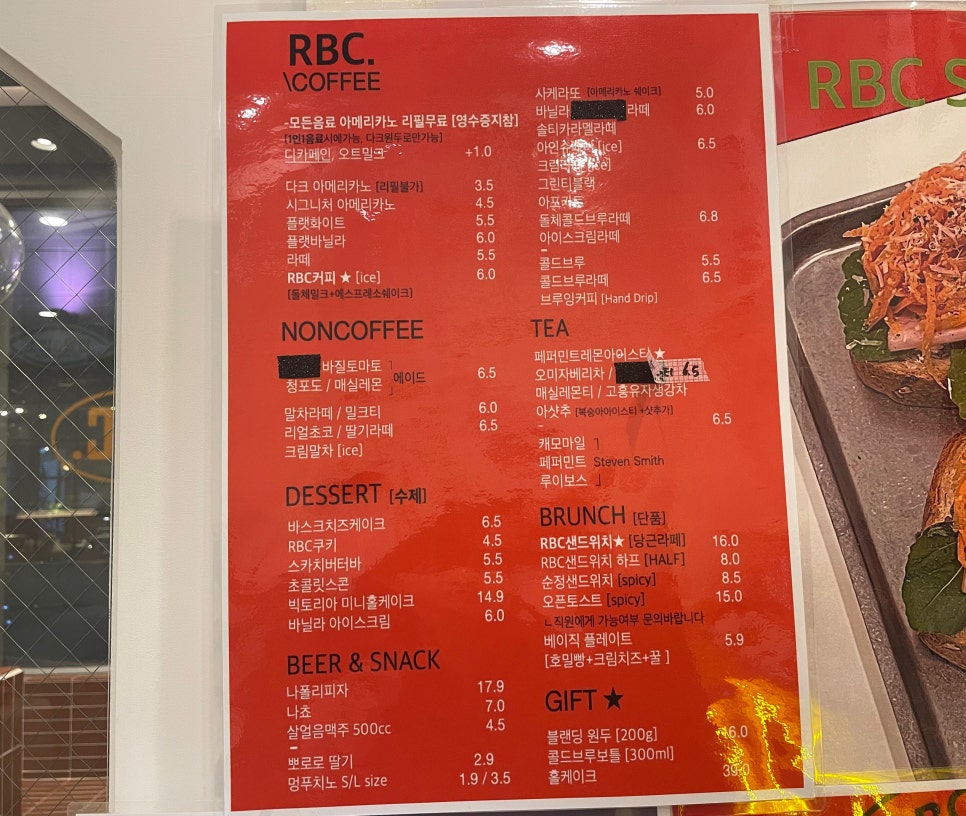 RBC.
\COFFEE
-모든음료 아메리카노 리필무료 [영수증지참]
[1인1음료시에가능, 다크원두로만가능]
디카페인, 오트밀크 +1.0
다크 아메리카노 [리필불가] 3.5
시그니처 아메리카노 4.5
플랫화이트 5.5
플랫바닐라 6.0
라떼 5.5
RBC커피 ★ [ice] 6.0
[돌체밀크+에스프레소쉐이크]
NONCOFFEE
바질토마토
청포도 / 매실레몬 에이드 6.5
말차라떼 / 밀크티 6.0
리얼초코 / 딸기라떼 6.5
크림말차 [ice]
DESSERT [수제]
바스크치즈케이크 6.5
RBC쿠키 4.5
스카치버터바 5.5
초콜릿스콘 5.5
빅토리아 미니홀케이크 14.9
바닐라 아이스크림 6.0
BEER & SNACK
나폴리피자 17.9
나쵸 7.0
살얼음맥주 500cc 4.5
–
뽀로로 딸기 2.9
멍푸치노 S/L size 1.9 / 3.5
샤케라또 [아메리카노 쉐이크] 5.0
바닐라 라떼 6.0
솔티카라멜라떼
[ice] 6.5
그린티블랙
아포카토
돌체콜드브루라떼 6.8
아이스크림라떼
–
콜드브루 5.5
콜드브루라떼 6.5
브루잉커피 [Hand Drip]
TEA
페퍼민트레몬아이스티 ★
오미자베리차 / 6.5
매실레몬티 / 고흥유자생강차
아샷추 [복숭아아이스티 +샷추가]
- 6.5
캐모마일
페퍼민트 Steven Smith
루이보스
BRUNCH [단품]
RBC샌드위치★ [당근라페] 16.0
RBC샌드위치 하프 [HALF] 8.0
순정샌드위치 [spicy] 8.5
오픈토스트 [spicy] 15.0
ㄴ직원에게 가능여부 문의바랍니다
베이직 플레이트 5.9
[호밀빵+크림치즈+꿀 ]
GIFT ★
블랜딩 원두 [200g]
콜드브루보틀 [300ml]
홀케이크
RBC S